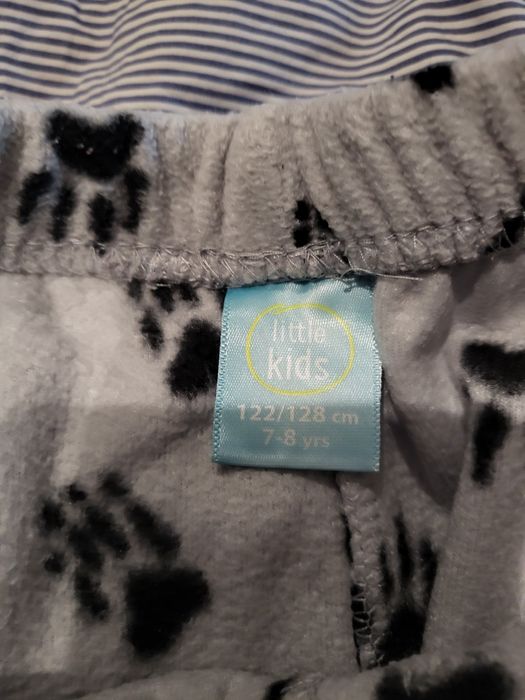 little
kids
122/128 cm
7-8 yrs